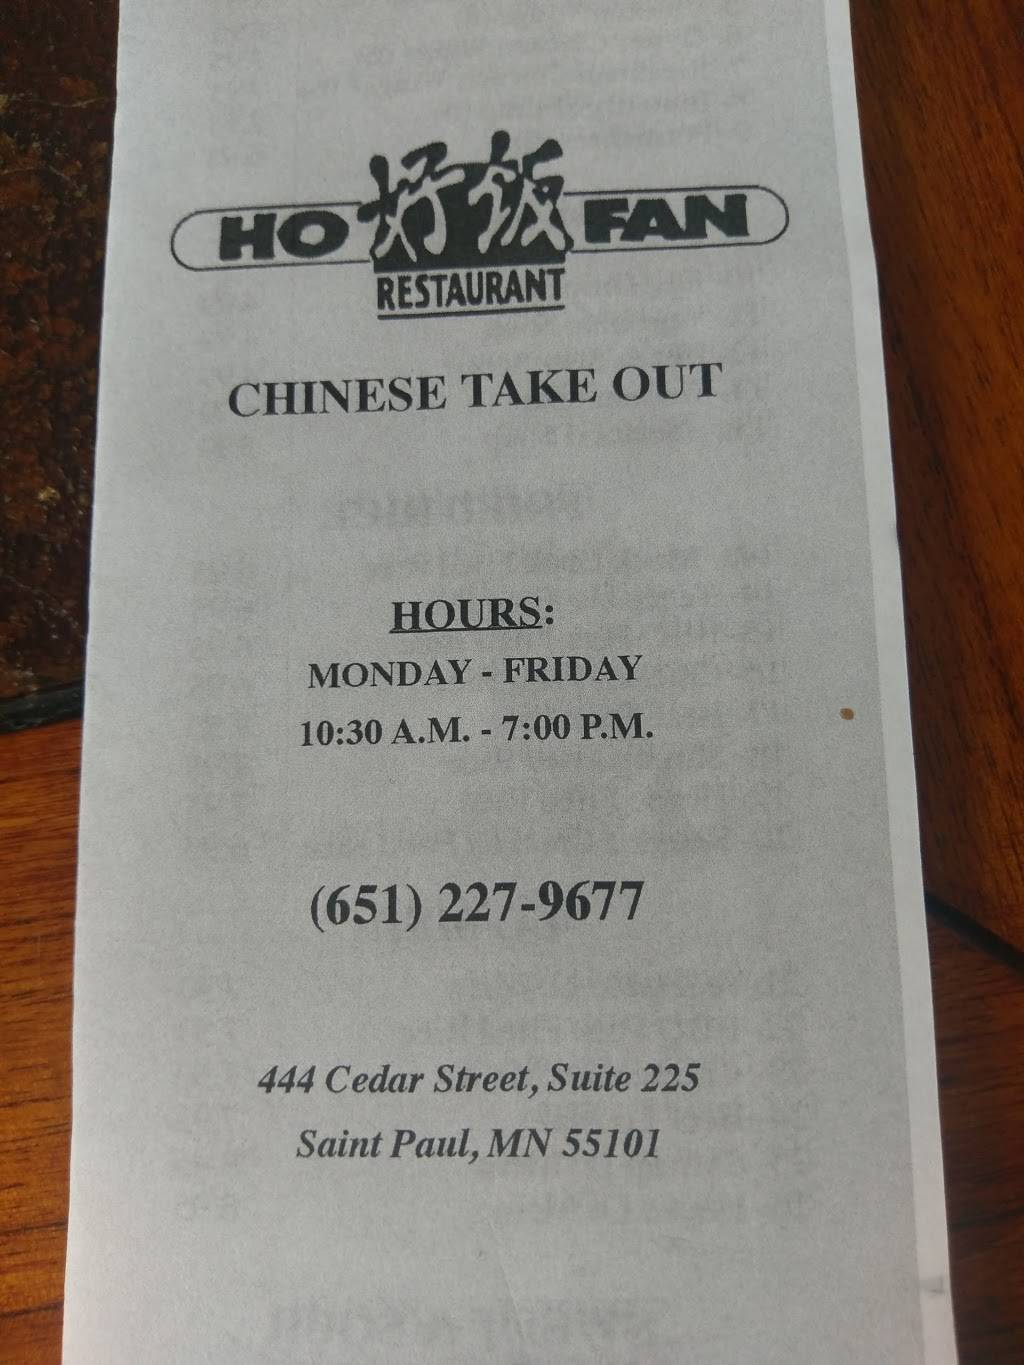 HO 好飯 FAN
RESTAURANT
CHINESE TAKE OUT
HOURS:
MONDAY - FRIDAY
10:30 A.M. - 7:00 P.M.
(651) 227-9677
444 Cedar Street, Suite 225
Saint Paul, MN 55101